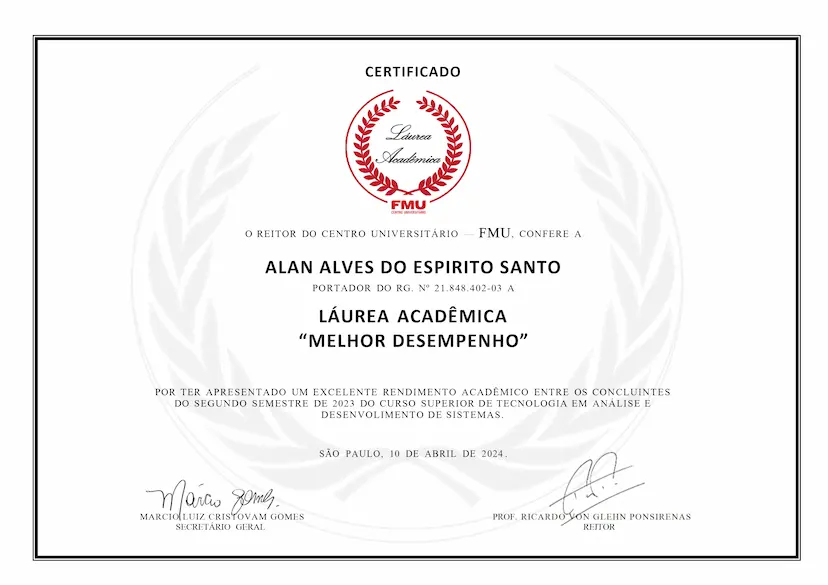 CERTIFICADO
Láurea
Acadêmica
FMU
CENTRO UNIVERSITÁRIO
O REITOR DO CENTRO UNIVERSITÁRIO — FMU, CONFERE A
ALAN ALVES DO ESPIRITO SANTO
PORTADOR DO RG. Nº 21.848.402-03 A
LÁUREA ACADÊMICA
“MELHOR DESEMPENHO”
POR TER APRESENTADO UM EXCELENTE RENDIMENTO ACADÊMICO ENTRE OS CONCLUINTES
DO SEGUNDO SEMESTRE DE 2023 DO CURSO SUPERIOR DE TECNOLOGIA EM ANÁLISE E
DESENVOLIMENTO DE SISTEMAS.
SÃO PAULO, 10 DE ABRIL DE 2024.
Márcio Gomes.
MARCIO LUIZ CRISTOVAM GOMES
SECRETÁRIO GERAL
PROF. RICARDO VON GLEHN PONSIRENAS
REITOR